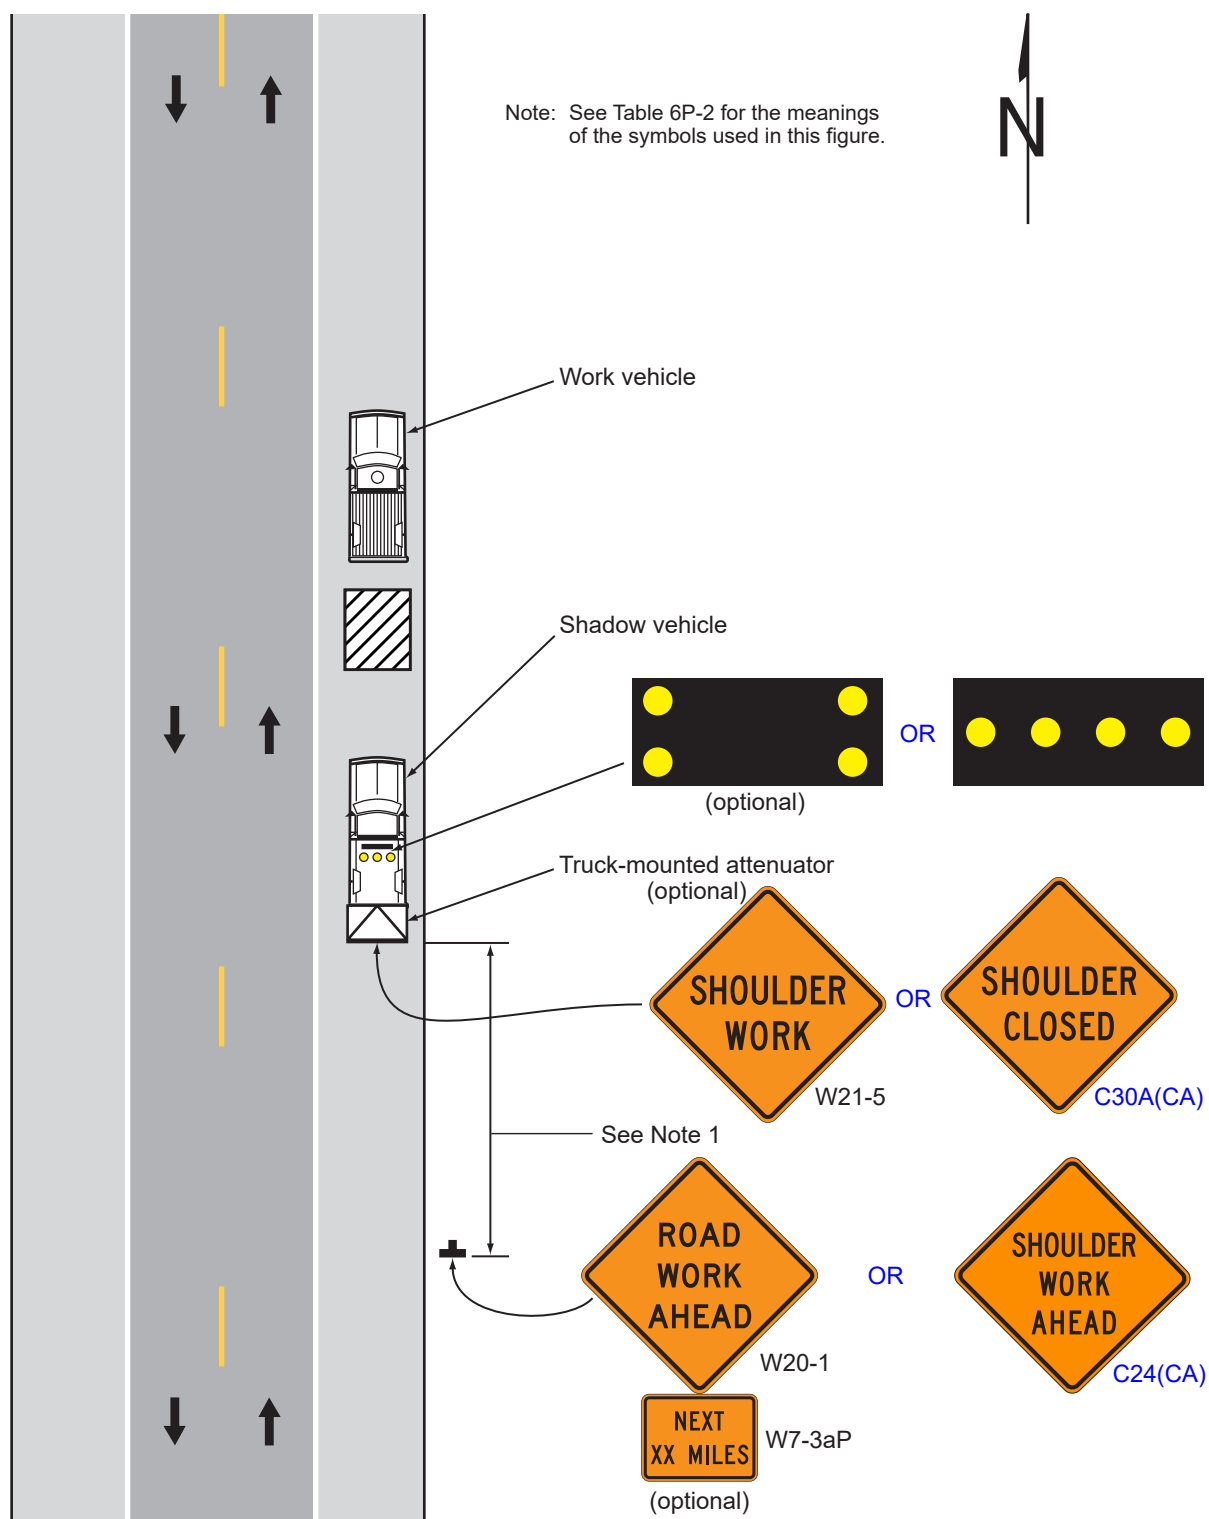 Note: See Table 6P-2 for the meanings
of the symbols used in this figure.
N
Work vehicle
Shadow vehicle
OR
(optional)
Truck-mounted attenuator
(optional)
SHOULDER
WORK
W21-5
OR
SHOULDER
CLOSED
C30A(CA)
See Note 1
ROAD
WORK
AHEAD
W20-1
OR
SHOULDER
WORK
AHEAD
C24(CA)
NEXT
XX MILES
W7-3aP
(optional)